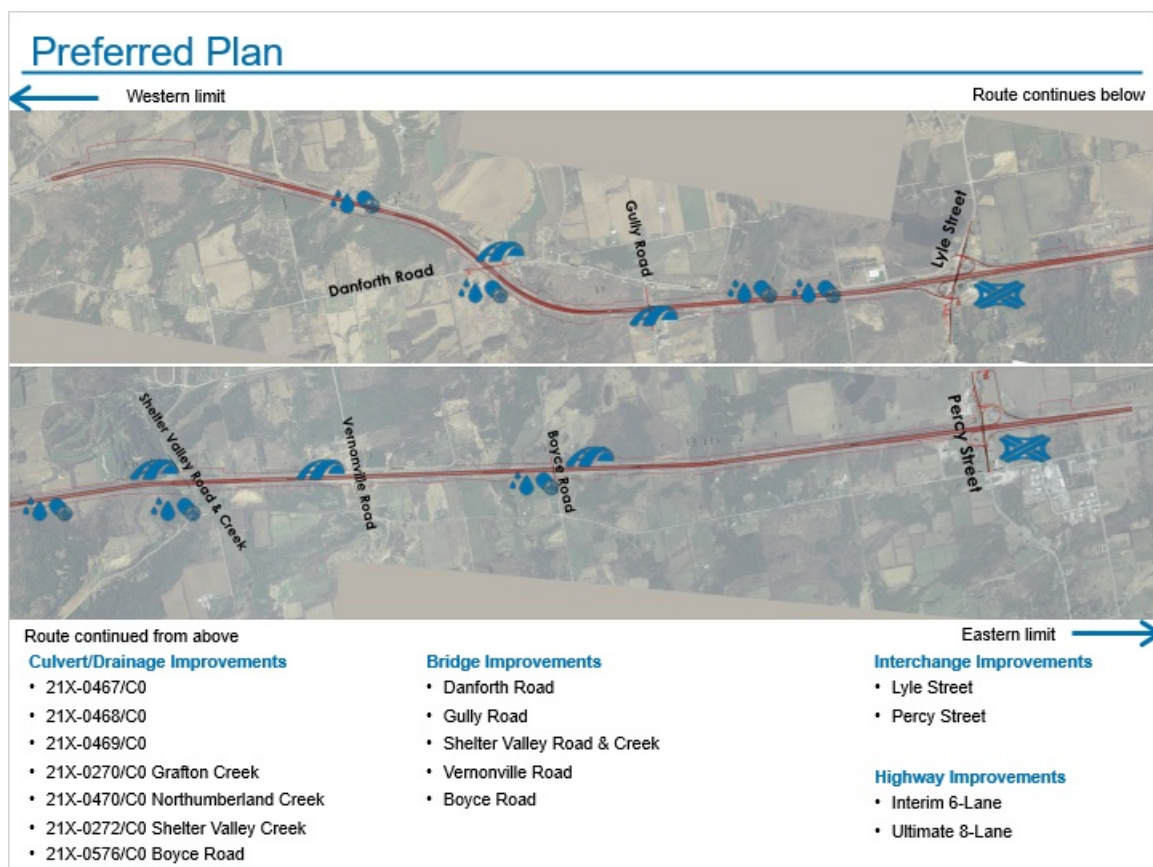 Preferred Plan
Western limit
Route continues below
Danforth Road
Gully Road
Lyle Street
Shelter Valley Road & Creek
Vernonville Road
Boyce Road
Percy Street
Route continued from above
Eastern limit
Culvert/Drainage Improvements
• 21X-0467/C0
• 21X-0468/C0
• 21X-0469/C0
• 21X-0270/C0 Grafton Creek
• 21X-0470/C0 Northumberland Creek
• 21X-0272/C0 Shelter Valley Creek
• 21X-0576/C0 Boyce Road
Bridge Improvements
• Danforth Road
• Gully Road
• Shelter Valley Road & Creek
• Vernonville Road
• Boyce Road
Interchange Improvements
• Lyle Street
• Percy Street
Highway Improvements
• Interim 6-Lane
• Ultimate 8-Lane